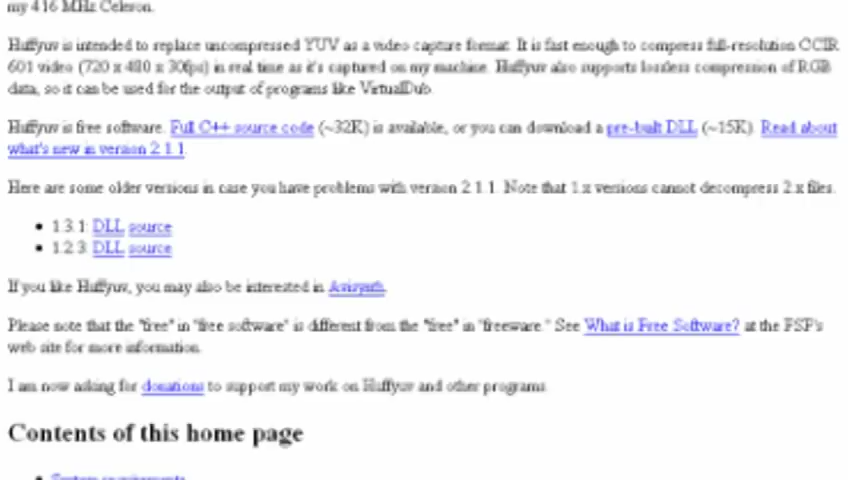 my 416 MHz Celeron.
Huffyuv is intended to replace uncompressed YUV as a video capture format. It is fast enough to compress full-resolution CCIR
601 video (720 x 480 x 30fps) in real time as it's captured on my machine. Huffyuv also supports lossless compression of RGB
data, so it can be used for the output of programs like VirtualDub.
Huffyuv is free software. Full C++ source code (~32K) is available, or you can download a pre-built DLL (~15K). Read about
what's new in version 2.1.1.
Here are some older versions in case you have problems with version 2.1.1. Note that 1.x versions cannot decompress 2.x files.
• 1.3.1: DLL source
• 1.2.3: DLL source
If you like Huffyuv, you may also be interested in Avisynth.
Please note that the "free" in "free software" is different from the "free" in "freeware." See What is Free Software? at the FSF's
web site for more information.
I am now asking for donations to support my work on Huffyuv and other programs.
Contents of this home page
• System requirements